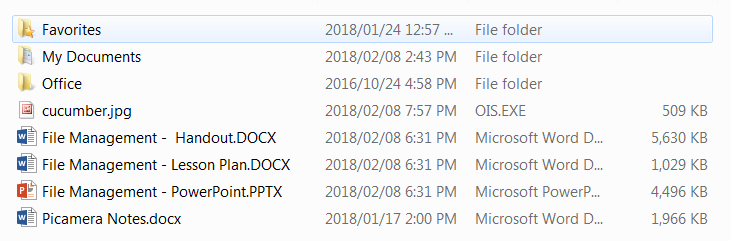 Favorites 2018/01/24 12:57 ... File folder
My Documents 2018/02/08 2:43 PM File folder
Office 2016/10/24 4:58 PM File folder
cucumber.jpg 2018/02/08 7:57 PM OIS.EXE 509 KB
File Management -  Handout.DOCX 2018/02/08 6:31 PM Microsoft Word D... 5,630 KB
File Management - Lesson Plan.DOCX 2018/02/08 6:31 PM Microsoft Word D... 1,029 KB
File Management - PowerPoint.PPTX 2018/02/08 6:31 PM Microsoft PowerP... 4,496 KB
Picamera Notes.docx 2018/01/17 2:00 PM Microsoft Word D... 1,966 KB